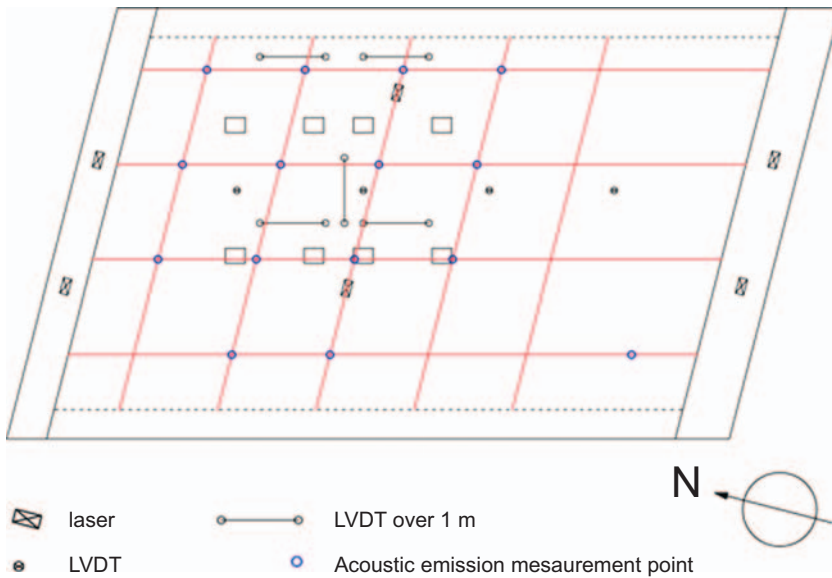 N
laser
LVDT over 1 m
LVDT
Acoustic emission mesaurement point